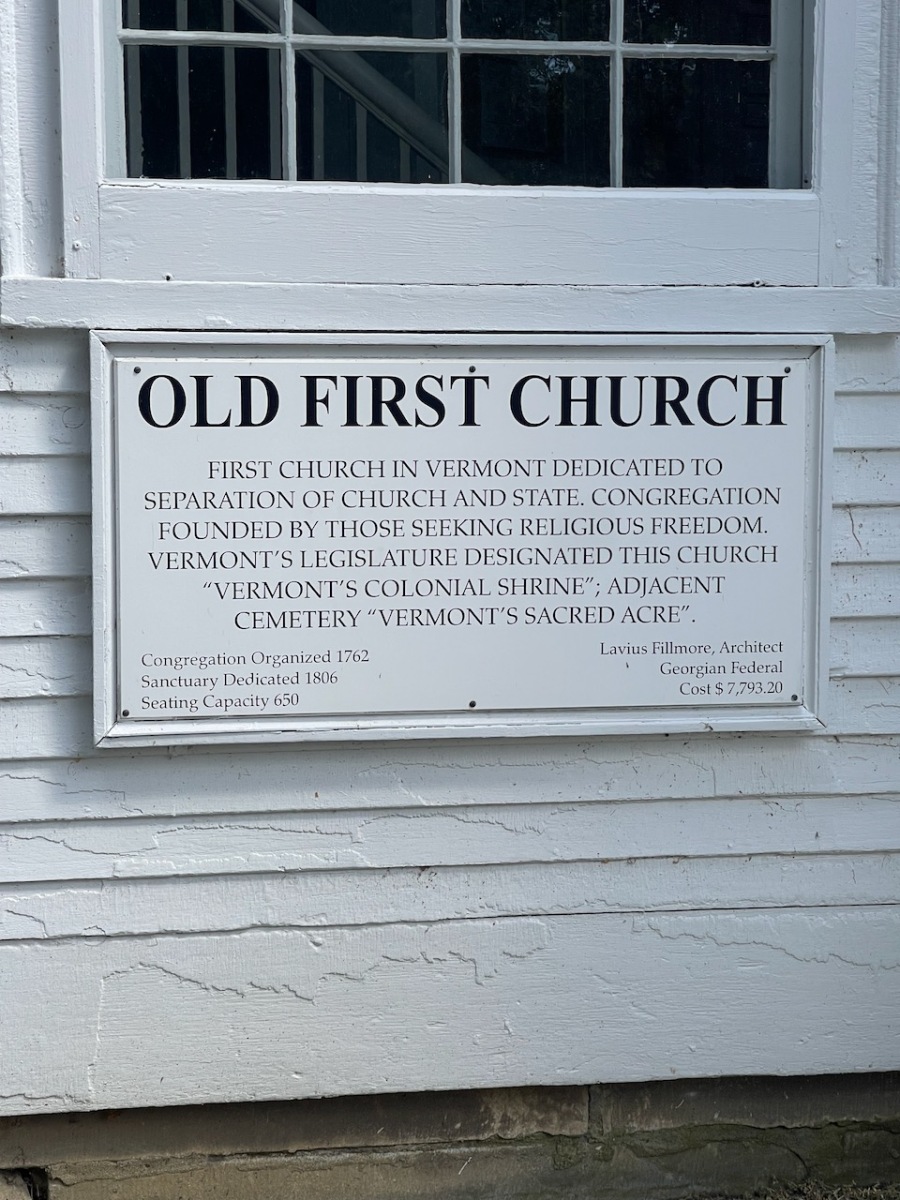 OLD FIRST CHURCH
FIRST CHURCH IN VERMONT DEDICATED TO
SEPARATION OF CHURCH AND STATE. CONGREGATION
FOUNDED BY THOSE SEEKING RELIGIOUS FREEDOM.
VERMONT'S LEGISLATURE DESIGNATED THIS CHURCH
“VERMONT'S COLONIAL SHRINE”; ADJACENT
CEMETERY “VERMONT'S SACRED ACRE”.
Congregation Organized 1762
Sanctuary Dedicated 1806
Seating Capacity 650
Lavius Fillmore, Architect
Georgian Federal
Cost $ 7,793.20